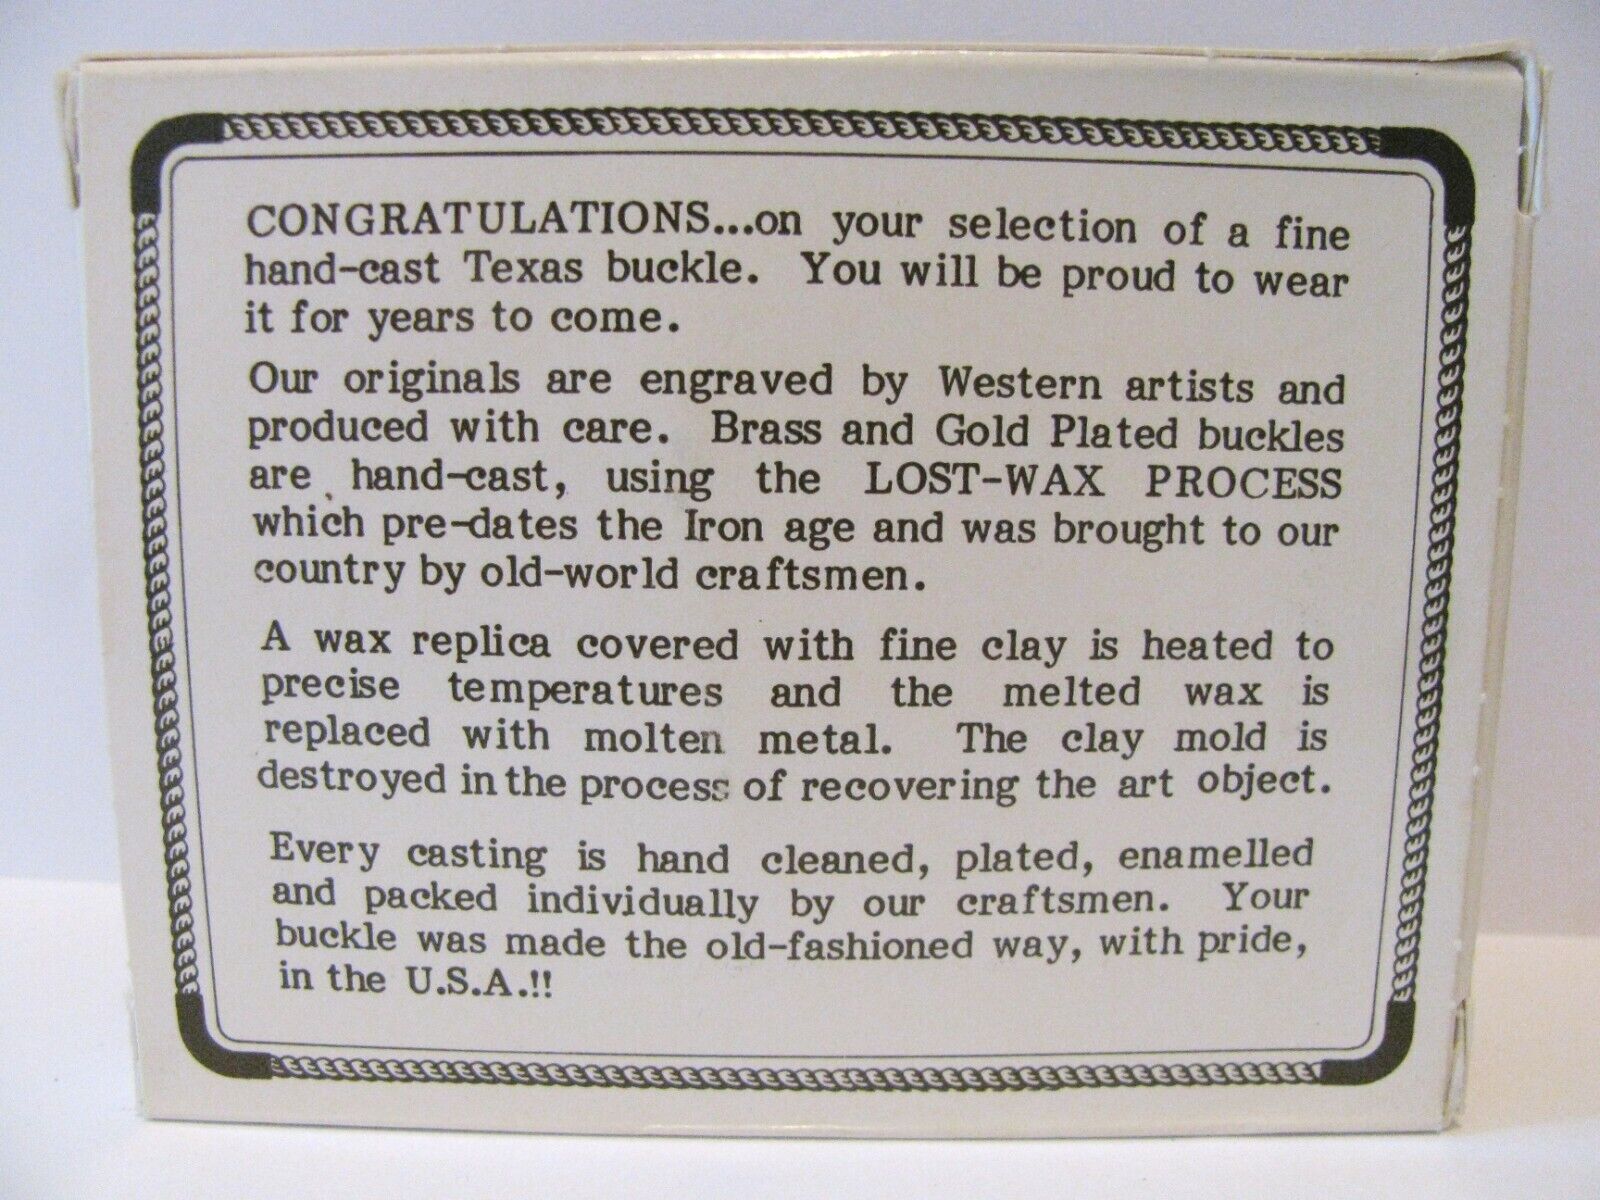 CONGRATULATIONS...on your selection of a fine
hand-cast Texas buckle. You will be proud to wear
it for years to come.
Our originals are engraved by Western artists and
produced with care. Brass and Gold Plated buckles
are hand-cast, using the LOST-WAX PROCESS
which pre-dates the Iron age and was brought to our
country by old-world craftsmen.
A wax replica covered with fine clay is heated to
precise temperatures and the melted wax is
replaced with molten metal. The clay mold is
destroyed in the process of recovering the art object.
Every casting is hand cleaned, plated, enamelled
and packed individually by our craftsmen. Your
buckle was made the old-fashioned way, with pride,
in the U.S.A.!!